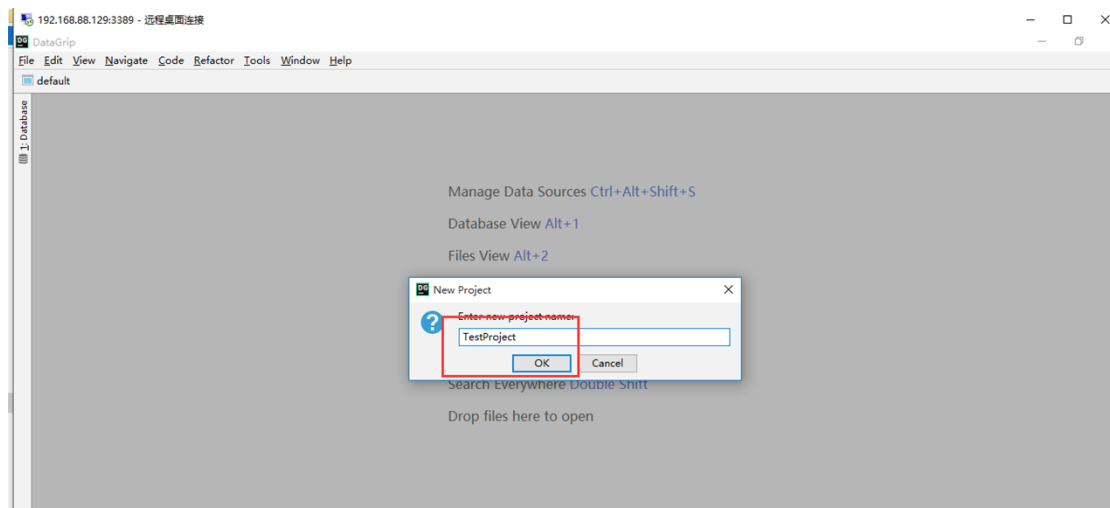 192.168.88.129:3389 - 远程桌面连接
DG DataGrip
File Edit View Navigate Code Refactor Tools Window Help
default
1: Database
Manage Data Sources Ctrl+Alt+Shift+S
Database View Alt+1
Files View Alt+2
DG New Project
Enter new project name:
TestProject
OK Cancel
Search Everywhere Double Shift
Drop files here to open